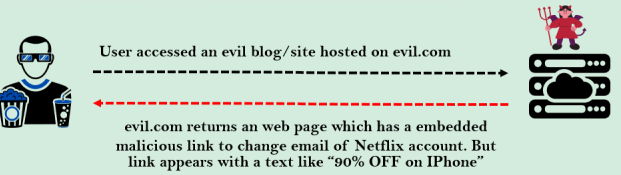 User accessed an evil blog/site hosted on evil.com
evil.com returns an web page which has a embedded
malicious link to change email of Netflix account. But
link appears with a text like “90% OFF on IPhone”